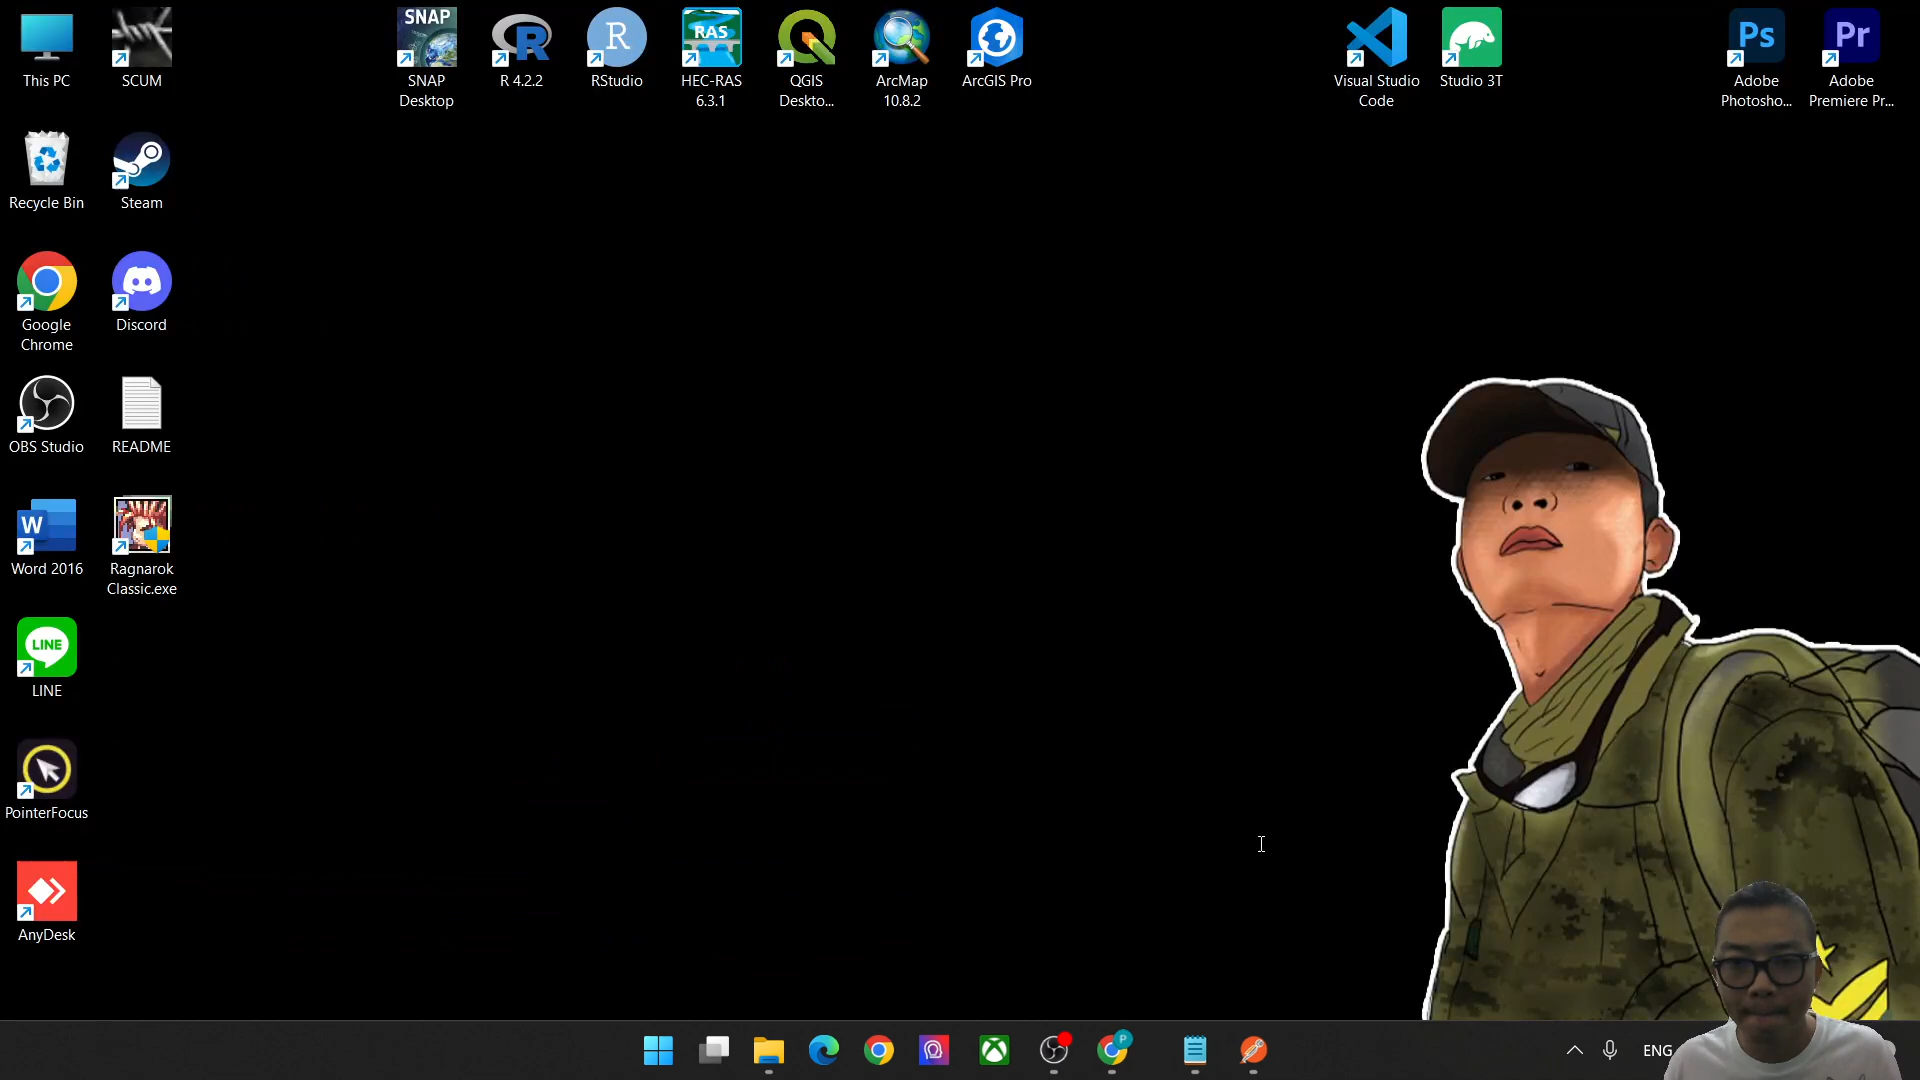 This PC
SCUM
SNAP
SNAP
Desktop
R 4.2.2
R
RStudio
RAS
HEC-RAS
6.3.1
QGIS
Deskto...
ArcMap
10.8.2
ArcGIS Pro
Visual Studio
Code
Studio 3T
Ps
Adobe
Photosho...
Pr
Adobe
Premiere Pr...
Recycle Bin
Steam
Google
Chrome
Discord
OBS Studio
README
W
Word 2016
Ragnarok
Classic.exe
LINE
LINE
PointerFocus
AnyDesk
P
ENG